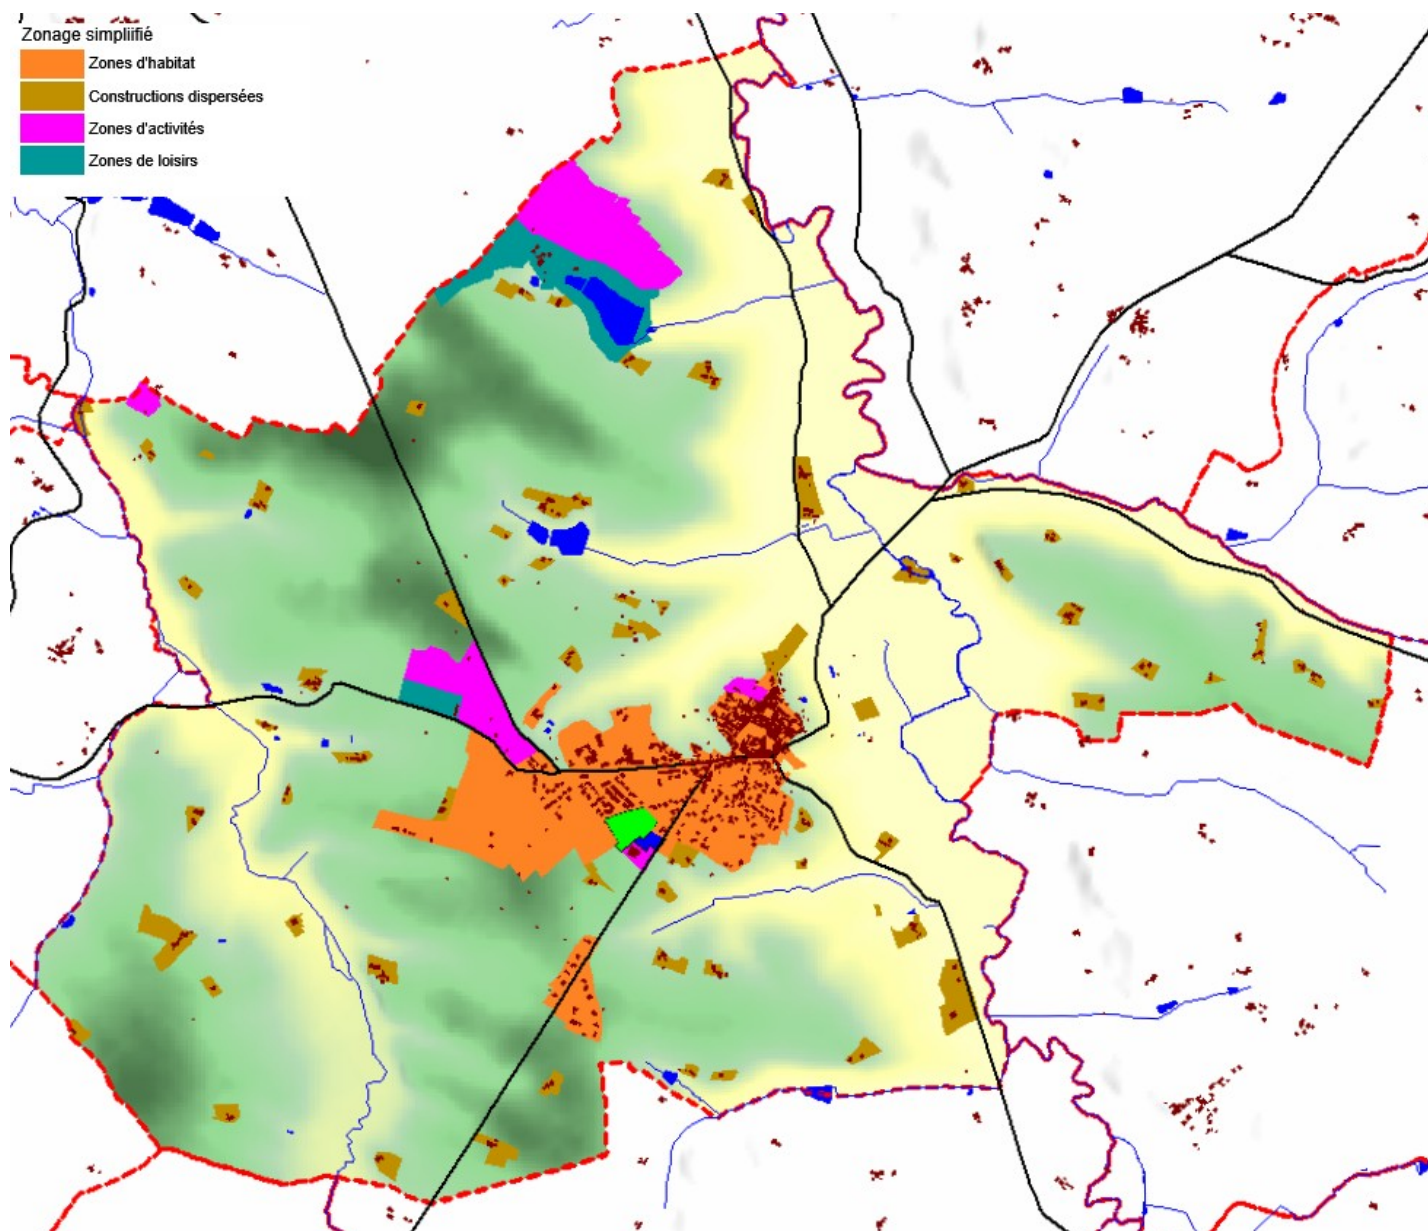 Zonage simpliifié
Zones d'habitat
Constructions dispersées
Zones d'activités
Zones de loisirs